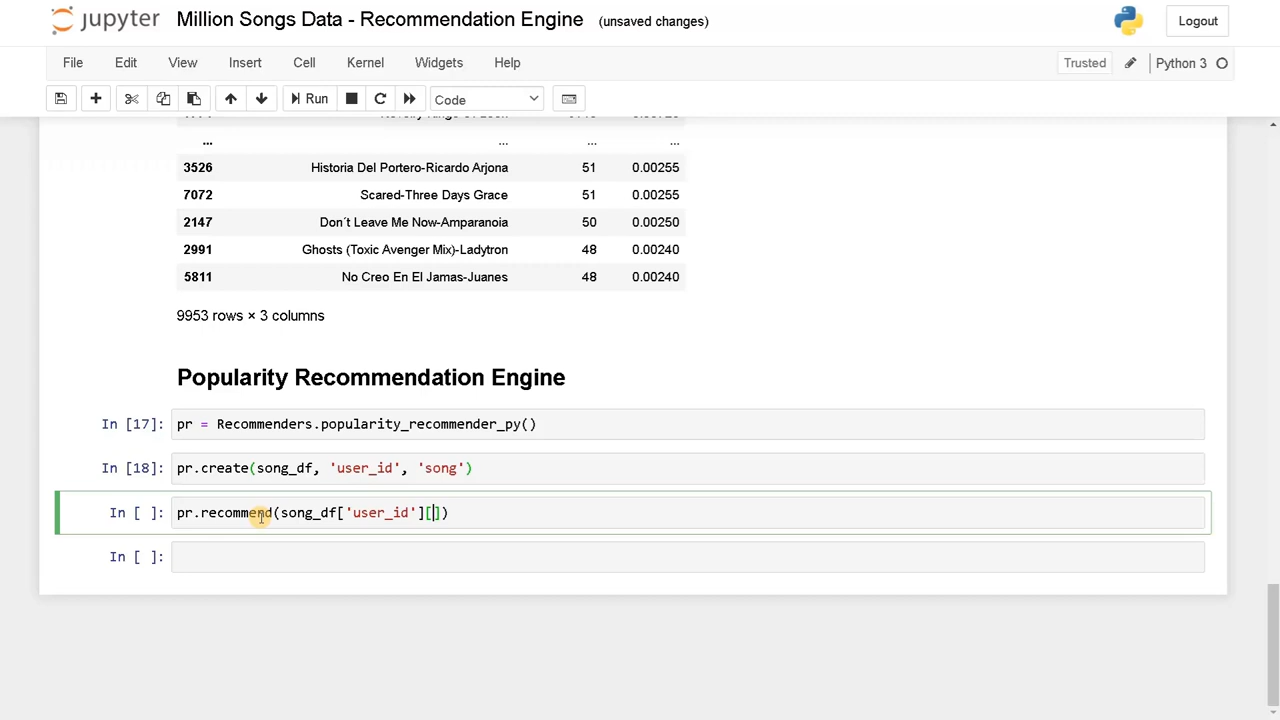 jupyter Million Songs Data - Recommendation Engine (unsaved changes) Logout
File Edit View Insert Cell Kernel Widgets Help Trusted Python 3
Run Code
... ... ... ...
3526 Historia Del Portero-Ricardo Arjona 51 0.00255
7072 Scared-Three Days Grace 51 0.00255
2147 Don´t Leave Me Now-Amparanoia 50 0.00250
2991 Ghosts (Toxic Avenger Mix)-Ladytron 48 0.00240
5811 No Creo En El Jamas-Juanes 48 0.00240
9953 rows × 3 columns
Popularity Recommendation Engine
In [17]: pr = Recommenders.popularity_recommender_py()
In [18]: pr.create(song_df, 'user_id', 'song')
In [ ]: pr.recommend(song_df['user_id'][])
In [ ]: